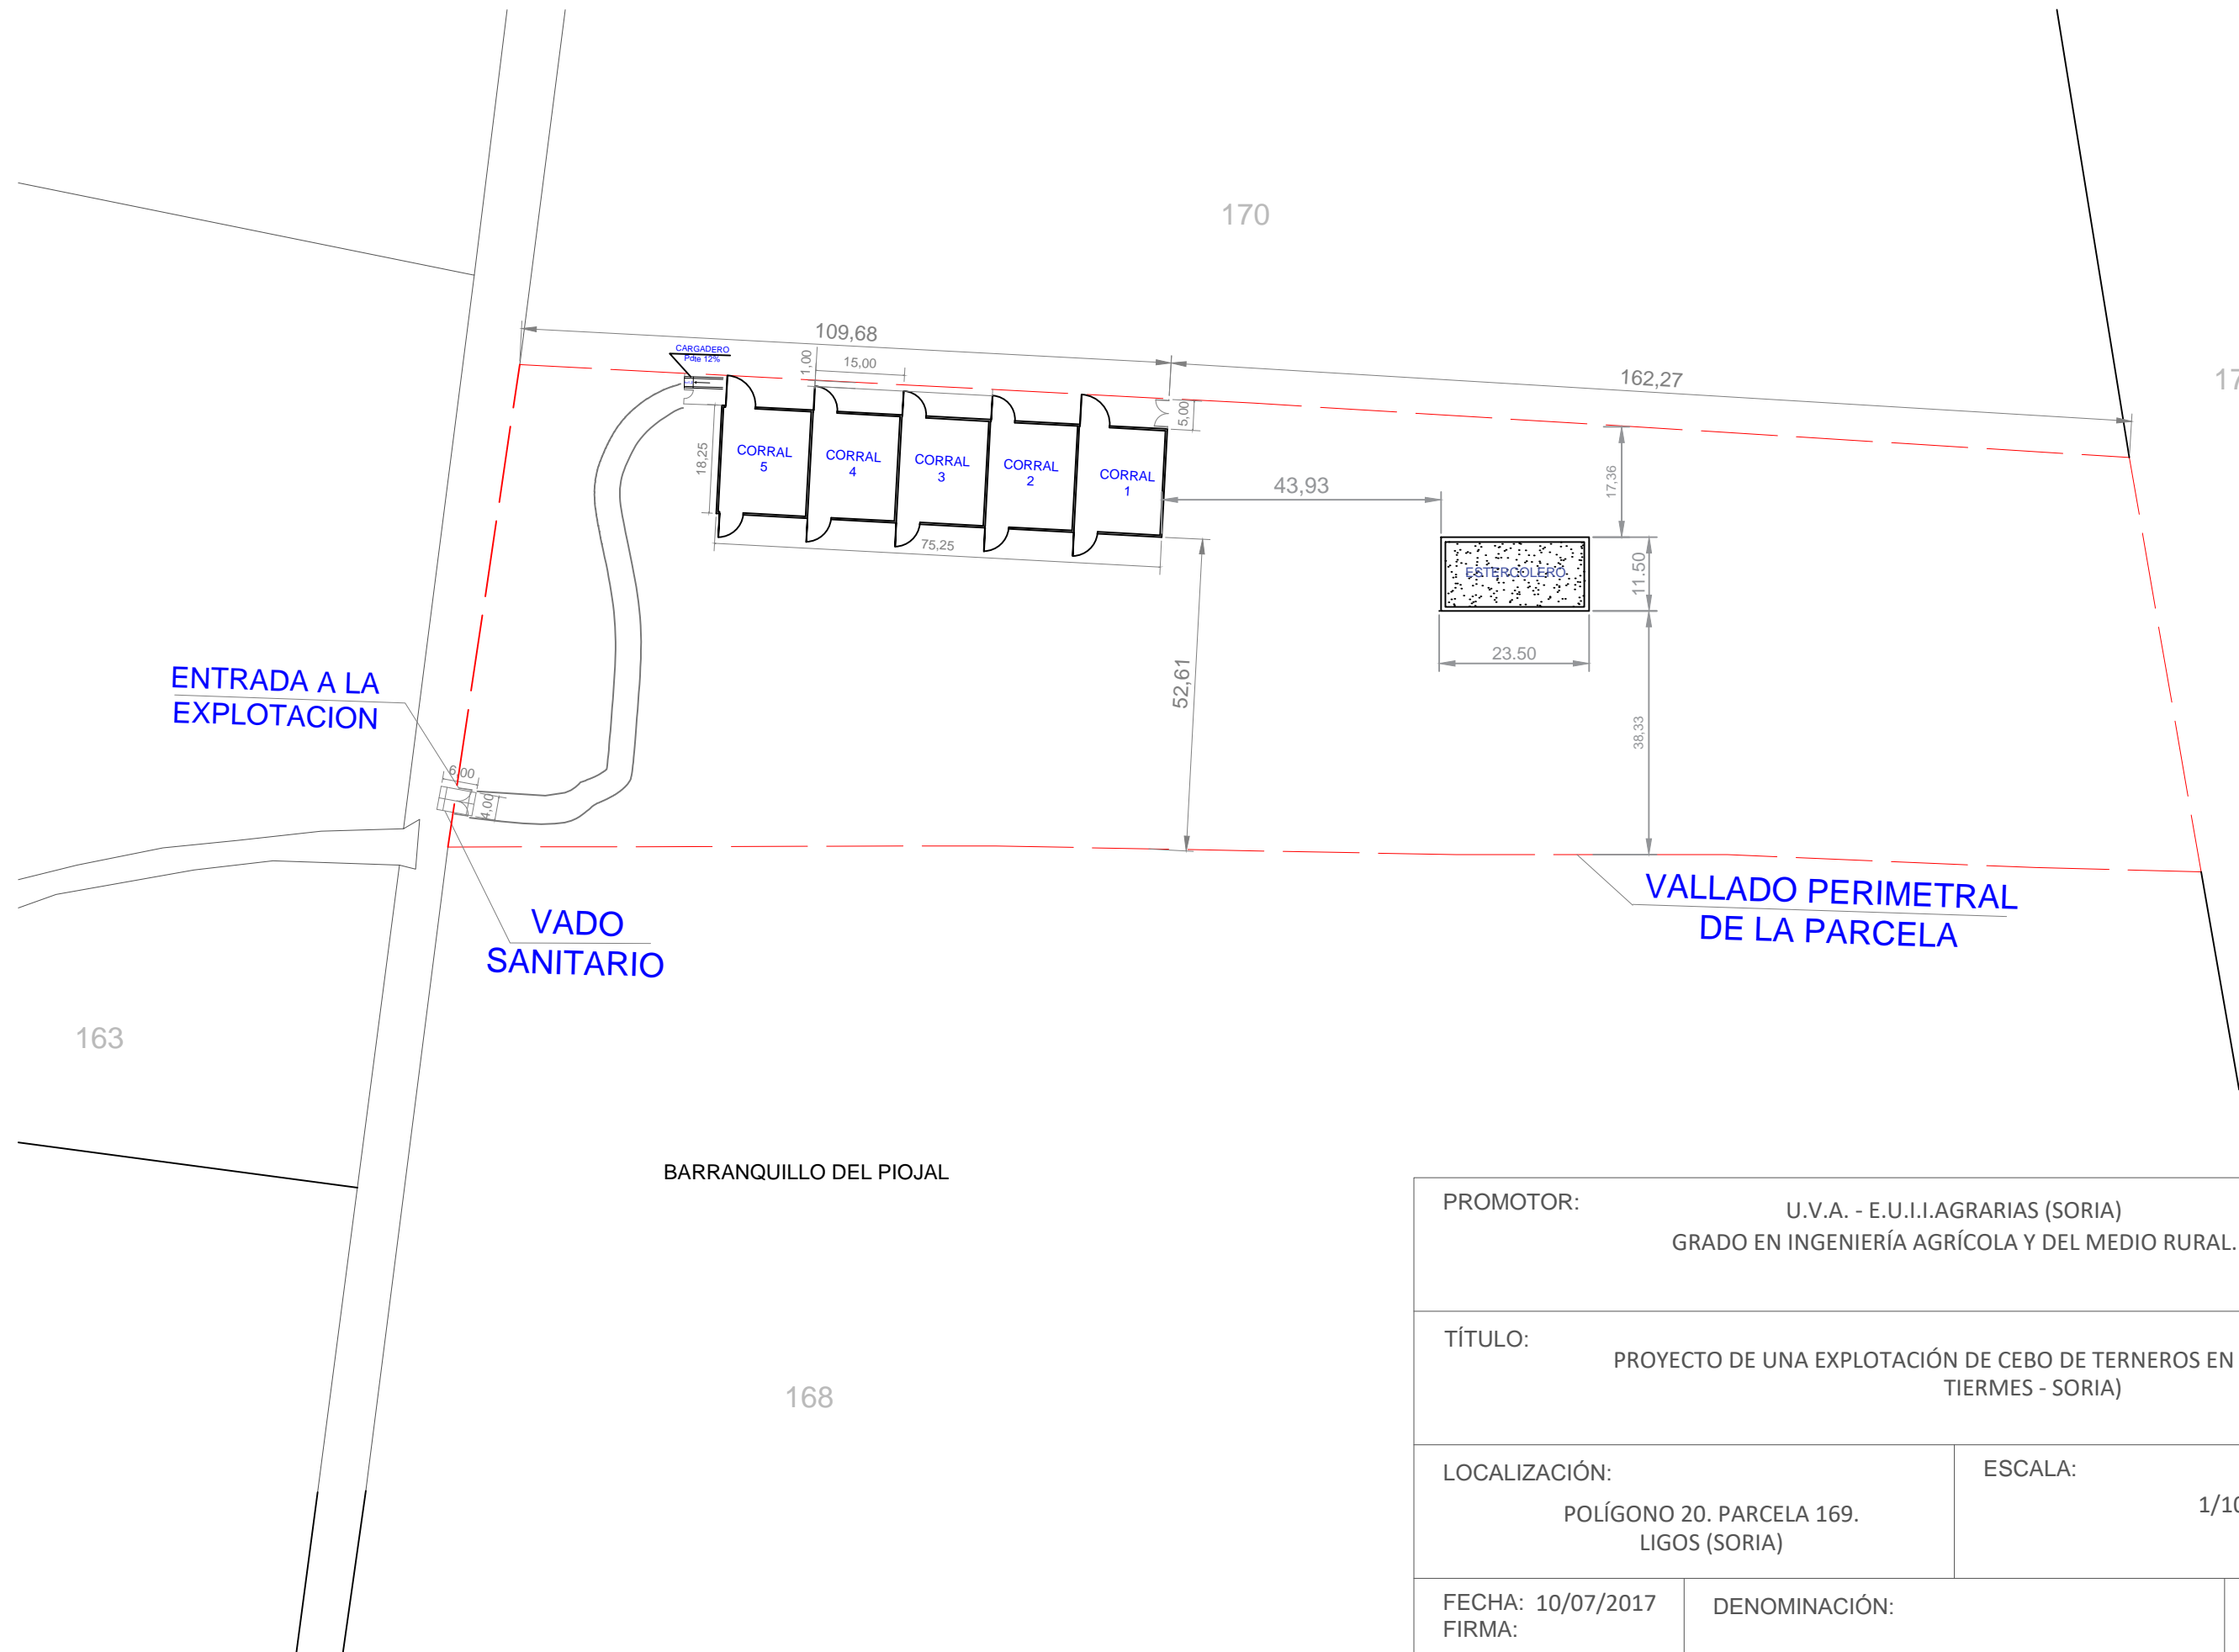 170
17
109,68
CARGADERO
Pdte 12%
1,00
15,00
162,27
5,00
18,25
CORRAL
5
CORRAL
4
CORRAL
3
CORRAL
2
CORRAL
1
43,93
17,36
75,25
ESTERCOLERO
11.50
23.50
52,61
38,33
ENTRADA A LA
EXPLOTACION
6,00
4,00
VADO
SANITARIO
VALLADO PERIMETRAL
DE LA PARCELA
163
BARRANQUILLO DEL PIOJAL
168
PROMOTOR:
U.V.A. - E.U.I.I.AGRARIAS (SORIA)
GRADO EN INGENIERÍA AGRÍCOLA Y DEL MEDIO RURAL.
TÍTULO:
PROYECTO DE UNA EXPLOTACIÓN DE CEBO DE TERNEROS EN
TIERMES - SORIA)
LOCALIZACIÓN:
POLÍGONO 20. PARCELA 169.
LIGOS (SORIA)
ESCALA:
1/10
FECHA: 10/07/2017
FIRMA:
DENOMINACIÓN: